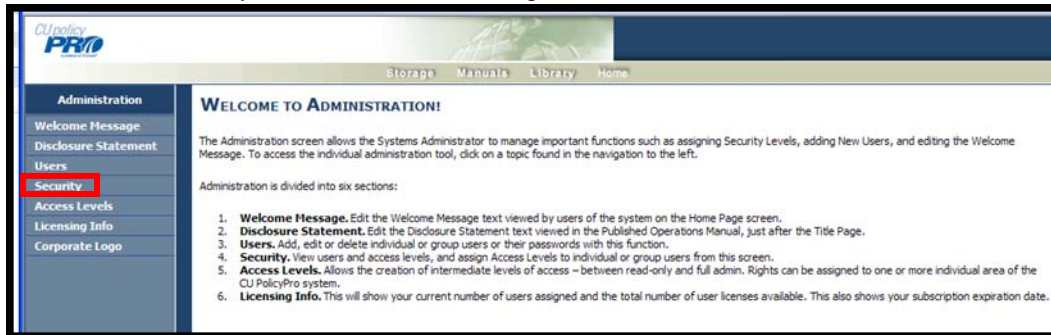 CU policy
PRO
Storage Manuals Library Home
Administration
Welcome Message
Disclosure Statement
Users
Security
Access Levels
Licensing Info
Corporate Logo
WELCOME TO ADMINISTRATION!
The Administration screen allows the Systems Administrator to manage important functions such as assigning Security Levels, adding New Users, and editing the Welcome
Message. To access the individual administration tool, click on a topic found in the navigation to the left.
Administration is divided into six sections:
1. Welcome Message. Edit the Welcome Message text viewed by users of the system on the Home Page screen.
2. Disclosure Statement. Edit the Disclosure Statement text viewed in the Published Operations Manual, just after the Title Page.
3. Users. Add, edit or delete individual or group users or their passwords with this function.
4. Security. View users and access levels, and assign Access Levels to individual or group users from this screen.
5. Access Levels. Allows the creation of intermediate levels of access – between read-only and full admin. Rights can be assigned to one or more individual area of the
CU PolicyPro system.
6. Licensing Info. This will show your current number of users assigned and the total number of user licenses available. This also shows your subscription expiration date.